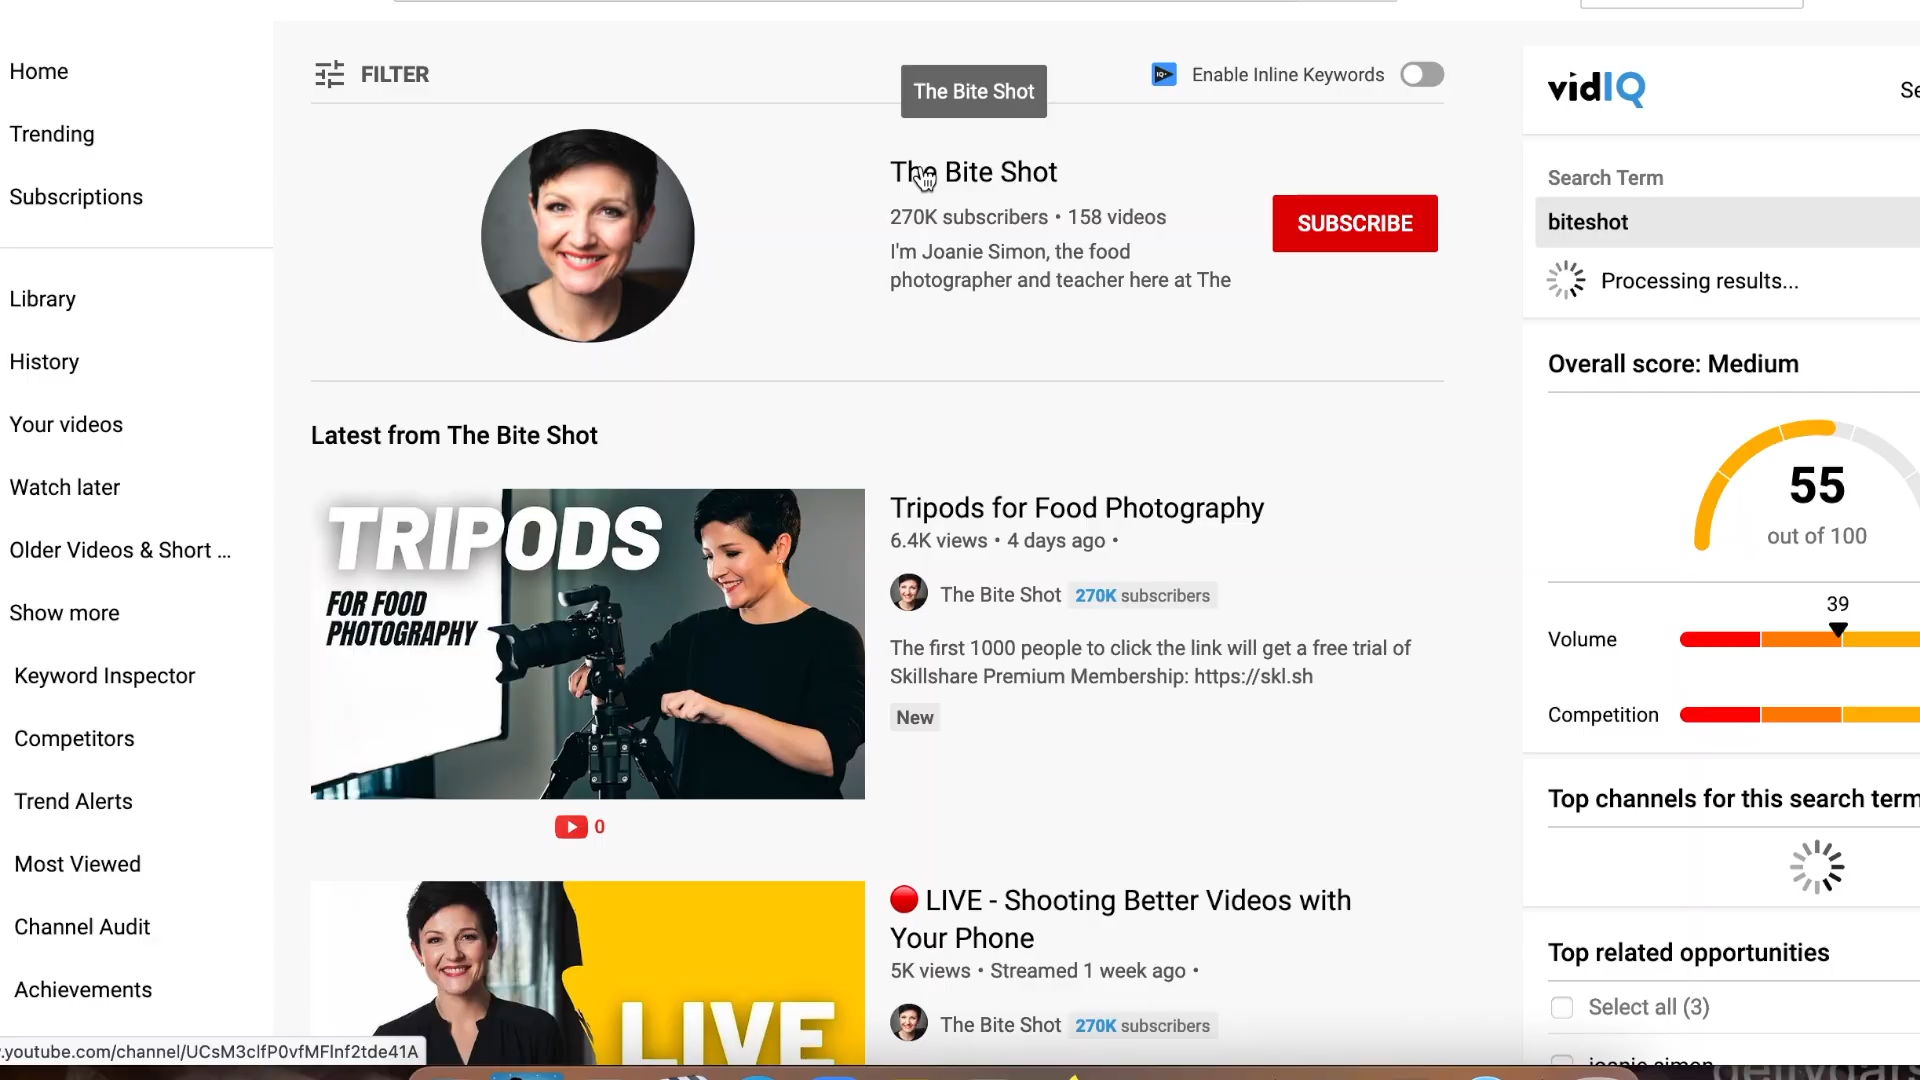 Home
Trending
Subscriptions
Library
History
Your videos
Watch later
Older Videos & Short ...
Show more
Keyword Inspector
Competitors
Trend Alerts
Most Viewed
Channel Audit
Achievements
.youtube.com/channel/UCsM3clfP0vfMFInf2tde41A
FILTER
The Bite Shot
Enable Inline Keywords
The Bite Shot
270K subscribers • 158 videos
I'm Joanie Simon, the food
photographer and teacher here at The
SUBSCRIBE
Latest from The Bite Shot
TRIPODS
FOR FOOD
PHOTOGRAPHY
0
Tripods for Food Photography
6.4K views • 4 days ago •
The Bite Shot 270K subscribers
The first 1000 people to click the link will get a free trial of
Skillshare Premium Membership: https://skl.sh
New
LIVE
LIVE - Shooting Better Videos with
Your Phone
5K views • Streamed 1 week ago •
The Bite Shot 270K subscribers
vidIQ
Se
Search Term
biteshot
Processing results...
Overall score: Medium
55
out of 100
39
Volume
Competition
Top channels for this search term
Top related opportunities
Select all (3)
joanie simon